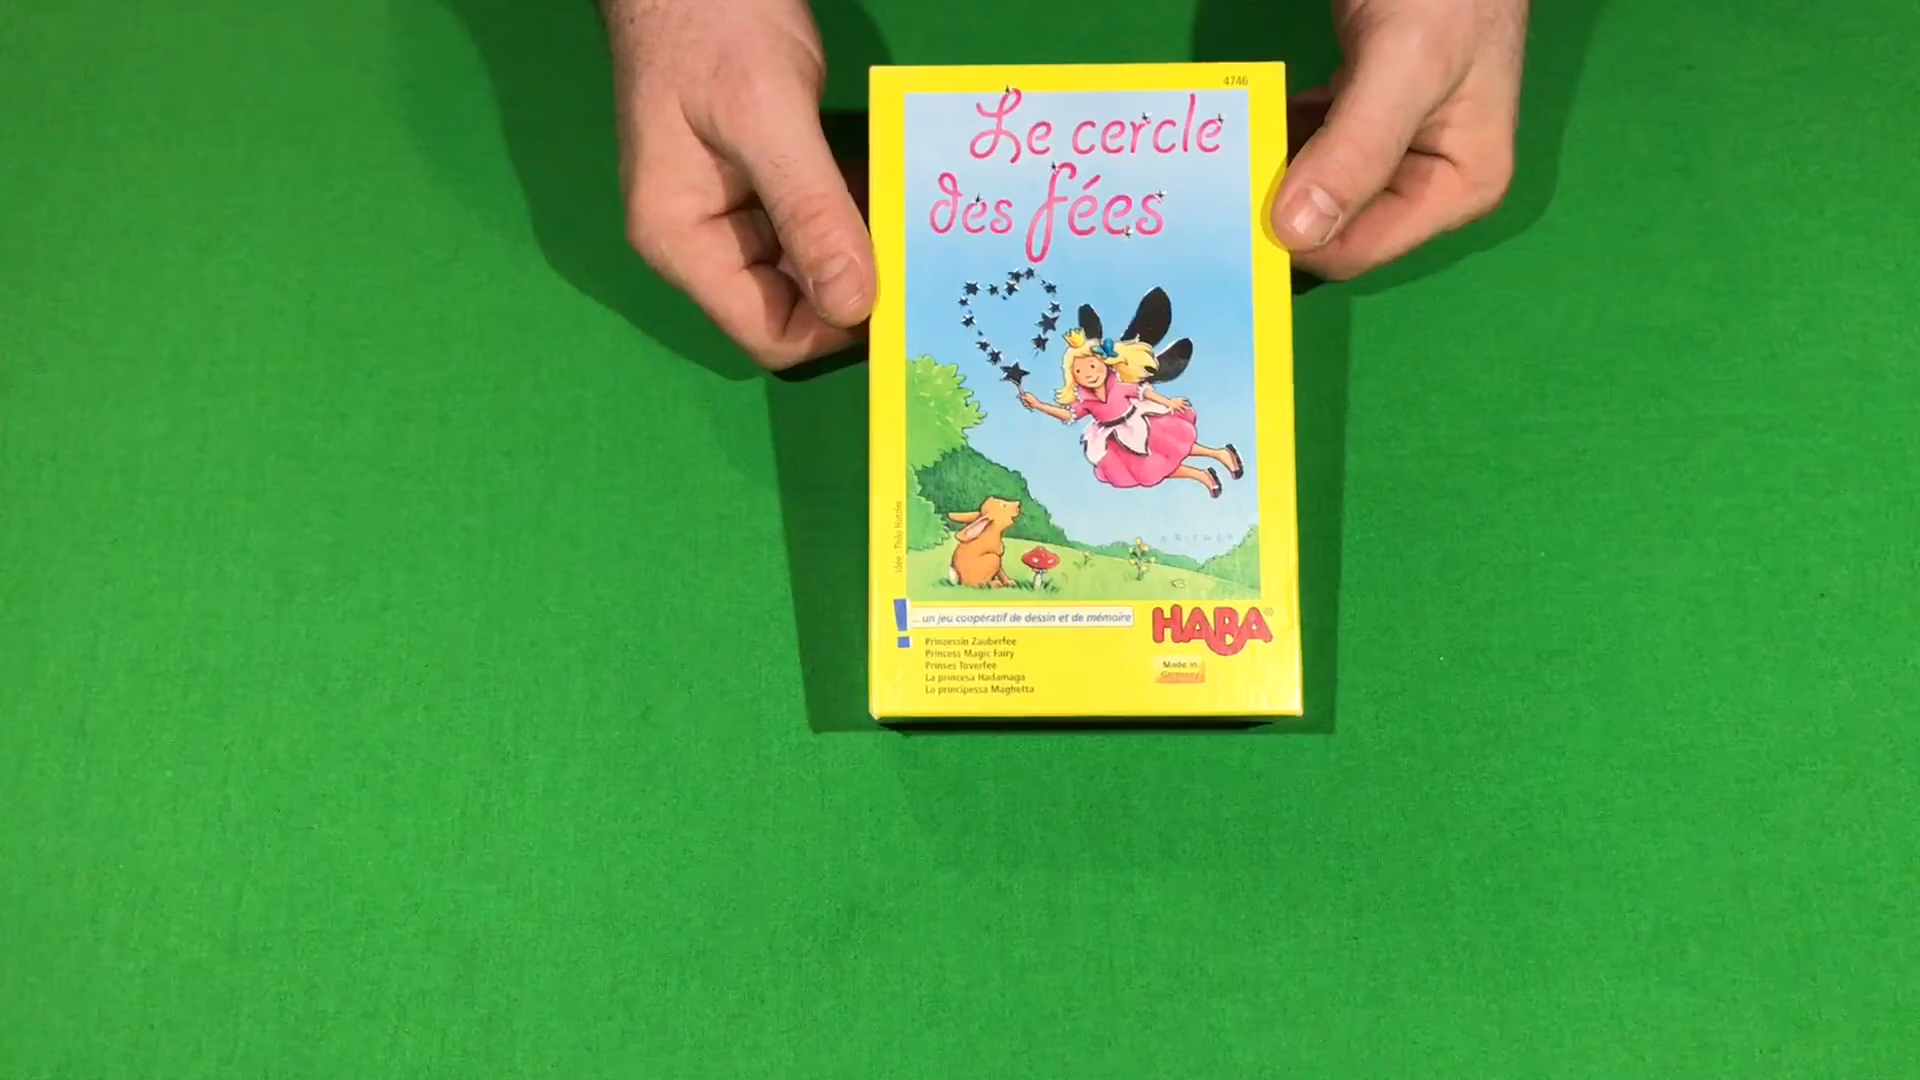 4746
Le cercle
des fées
KRIEGER
... un jeu coopératif de dessin et de mémoire
HABA®
Prinzessin Zauberfee
Princess Magic Fairy
Prinses Toverfee
La princesa Hadamaga
La principessa Maghetta
Made in
Germany